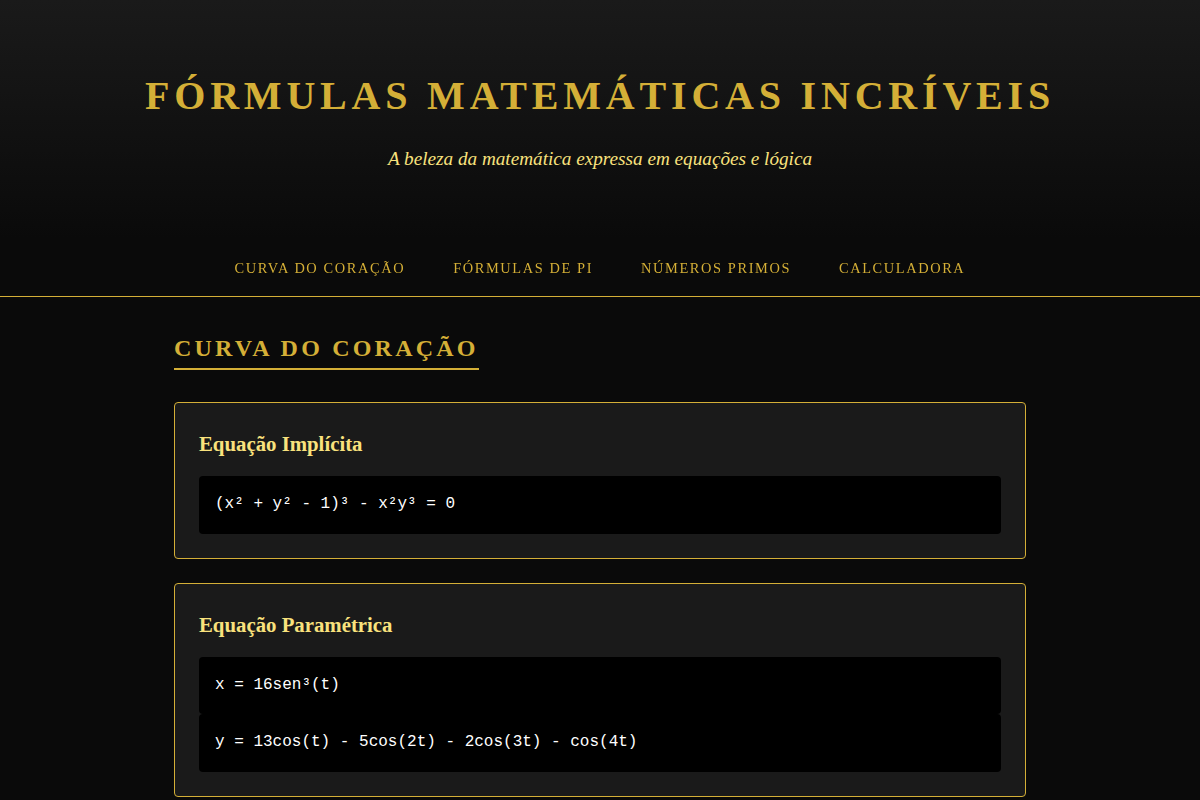 FÓRMULAS MATEMÁTICAS INCRÍVEIS
A beleza da matemática expressa em equações e lógica
CURVA DO CORAÇÃO FÓRMULAS DE PI NÚMEROS PRIMOS CALCULADORA
CURVA DO CORAÇÃO
Equação Implícita
(x² + y² - 1)³ - x²y³ = 0
Equação Paramétrica
x = 16sen³(t)
y = 13cos(t) - 5cos(2t) - 2cos(3t) - cos(4t)